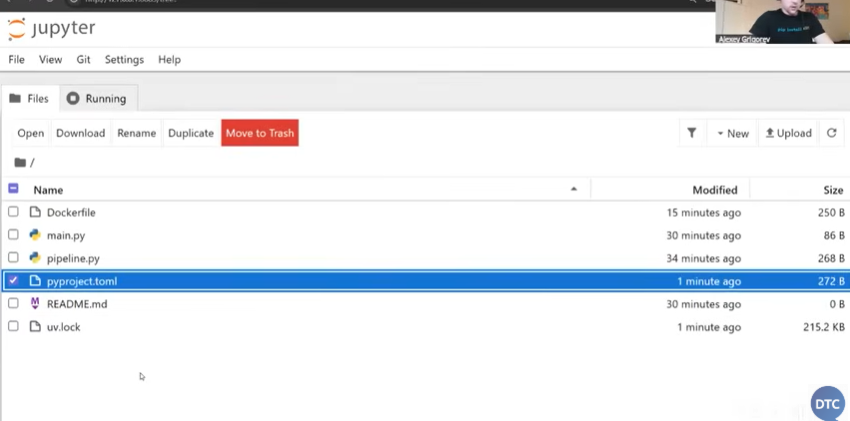 jupyter
Alexey Grigorev
File View Git Settings Help
Files Running
Open Download Rename Duplicate Move to Trash New Upload
/
Name Modified Size
Dockerfile 15 minutes ago 250 B
main.py 30 minutes ago 86 B
pipeline.py 34 minutes ago 268 B
pyproject.toml 1 minute ago 272 B
README.md 30 minutes ago 0 B
uv.lock 1 minute ago 215.2 KB
DTC